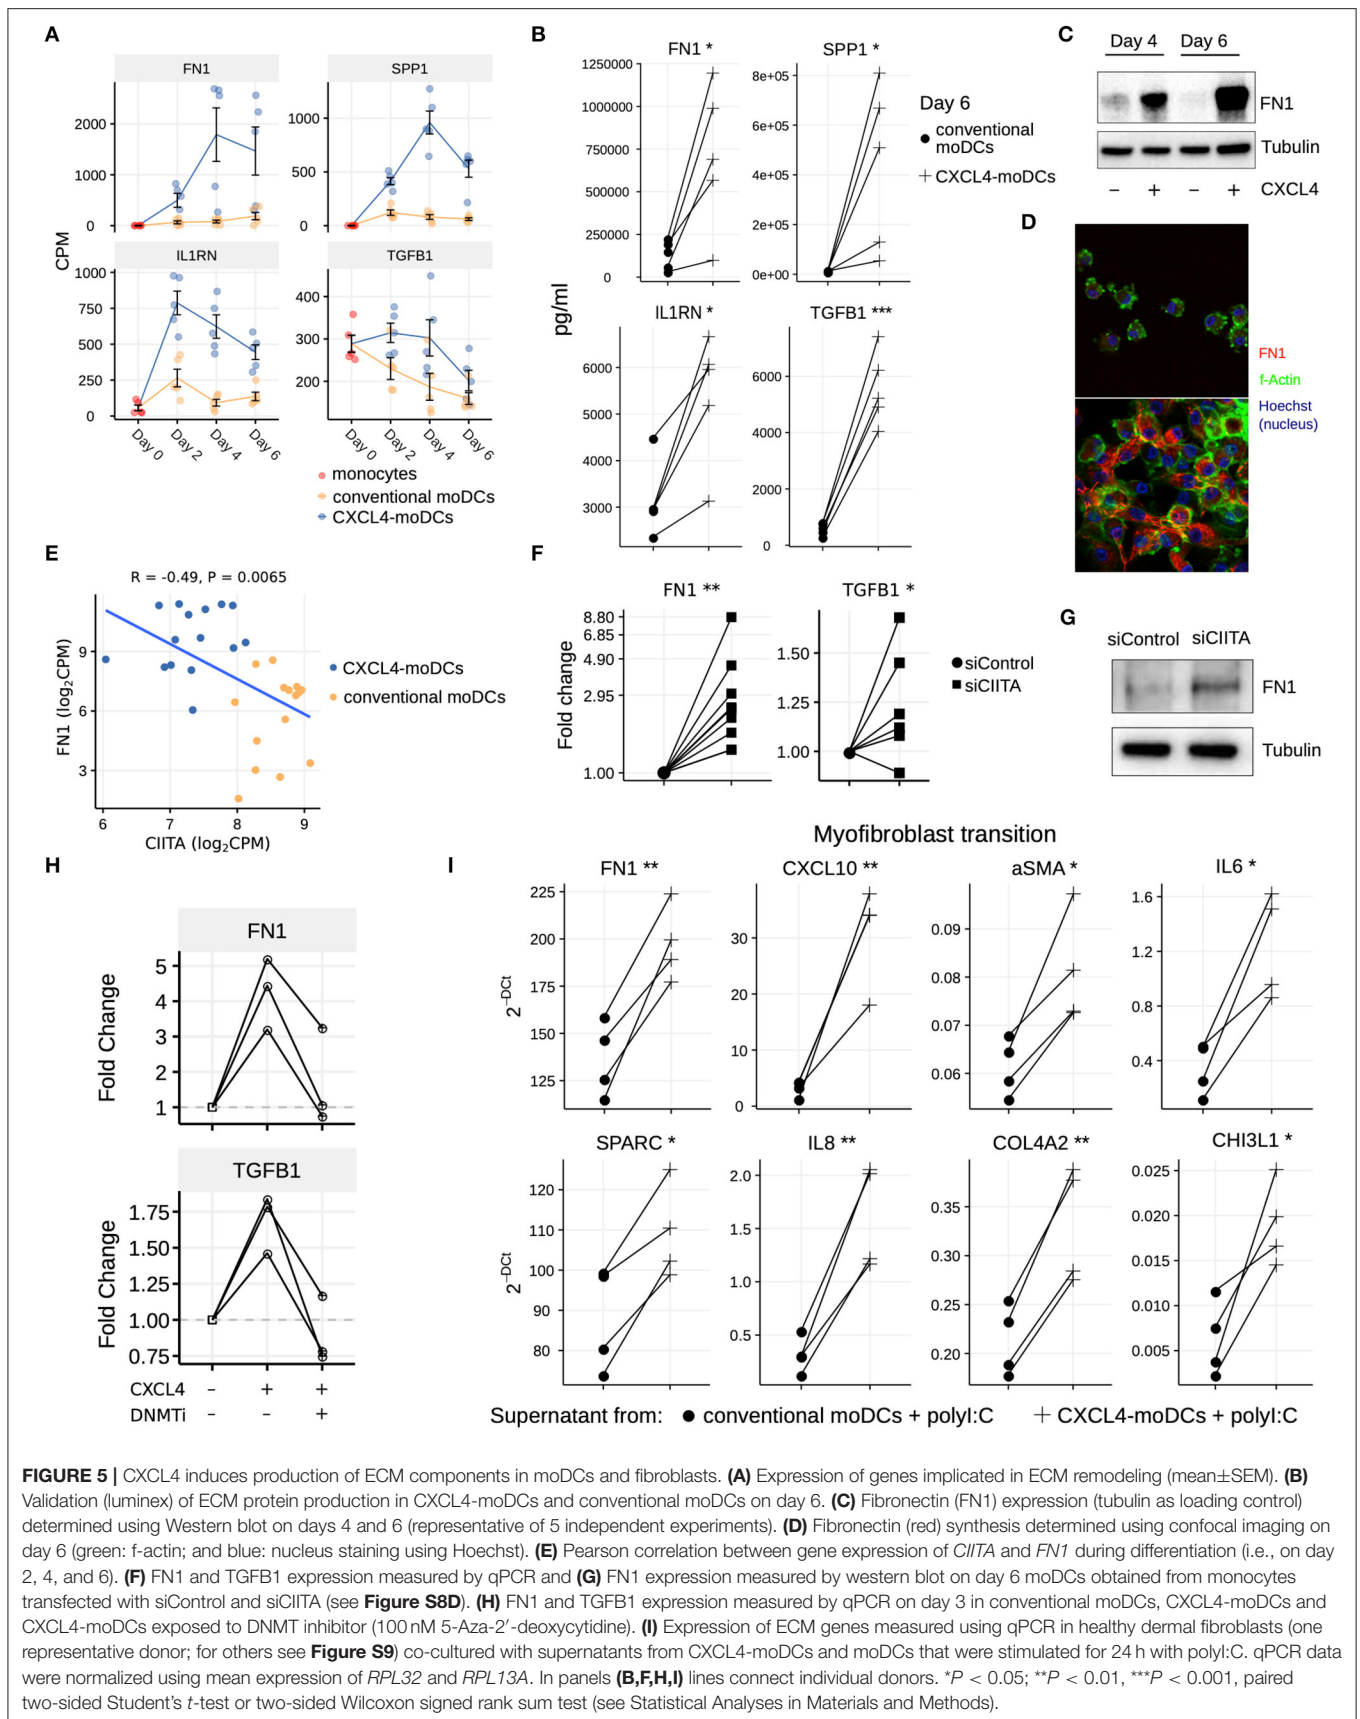 A
FN1
SPP1
2000
1000
0
1000
500
0
IL1RN
TGFB1
1000
750
500
250
0
400
300
200
CPM
Day 0
Day 2
Day 4
Day 6
Day 0
Day 2
Day 4
Day 6
monocytes
conventional moDCs
CXCL4-moDCs
B
FN1 *
SPP1 *
1250000
1000000
750000
500000
250000
0
8e+05
6e+05
4e+05
2e+05
0e+00
Day 6
conventional
moDCs
CXCL4-moDCs
pg/ml
IL1RN *
TGFB1 ***
6000
5000
4000
3000
6000
4000
2000
0
C
Day 4 Day 6
FN1
Tubulin
− + − + CXCL4
D
FN1
f-Actin
Hoechst
(nucleus)
E
R = -0.49, P = 0.0065
FN1 (log2CPM)
9
6
3
6 7 8 9
CIITA (log2CPM)
CXCL4-moDCs
conventional moDCs
F
FN1 **
TGFB1 *
Fold change
8.80
6.85
4.90
2.95
1.00
1.50
1.25
1.00
siControl
siCIITA
G
siControl siCIITA
FN1
Tubulin
H
FN1
Fold Change
5
4
3
2
1
TGFB1
Fold Change
1.75
1.50
1.25
1.00
0.75
CXCL4 − + +
DNMTi − − +
I
Myofibroblast transition
FN1 **
CXCL10 **
aSMA *
IL6 *
2−DCt
225
200
175
150
125
30
20
10
0
0.09
0.08
0.07
0.06
1.6
1.2
0.8
0.4
SPARC *
IL8 **
COL4A2 **
CHI3L1 *
2−DCt
120
110
100
90
80
2.0
1.5
1.0
0.5
0.35
0.30
0.25
0.20
0.025
0.020
0.015
0.010
0.005
Supernatant from: ● conventional moDCs + polyI:C + CXCL4-moDCs + polyI:C
FIGURE 5 | CXCL4 induces production of ECM components in moDCs and fibroblasts. (A) Expression of genes implicated in ECM remodeling (mean±SEM). (B)
Validation (luminex) of ECM protein production in CXCL4-moDCs and conventional moDCs on day 6. (C) Fibronectin (FN1) expression (tubulin as loading control)
determined using Western blot on days 4 and 6 (representative of 5 independent experiments). (D) Fibronectin (red) synthesis determined using confocal imaging on
day 6 (green: f-actin; and blue: nucleus staining using Hoechst). (E) Pearson correlation between gene expression of CIITA and FN1 during differentiation (i.e., on day
2, 4, and 6). (F) FN1 and TGFB1 expression measured by qPCR and (G) FN1 expression measured by western blot on day 6 moDCs obtained from monocytes
transfected with siControl and siCIITA (see Figure S8D). (H) FN1 and TGFB1 expression measured by qPCR on day 3 in conventional moDCs, CXCL4-moDCs and
CXCL4-moDCs exposed to DNMT inhibitor (100 nM 5-Aza-2′-deoxycytidine). (I) Expression of ECM genes measured using qPCR in healthy dermal fibroblasts (one
representative donor; for others see Figure S9) co-cultured with supernatants from CXCL4-moDCs and moDCs that were stimulated for 24 h with polyI:C. qPCR data
were normalized using mean expression of RPL32 and RPL13A. In panels (B,F,H,I) lines connect individual donors. *P < 0.05; **P < 0.01, ***P < 0.001, paired
two-sided Student's t-test or two-sided Wilcoxon signed rank sum test (see Statistical Analyses in Materials and Methods).